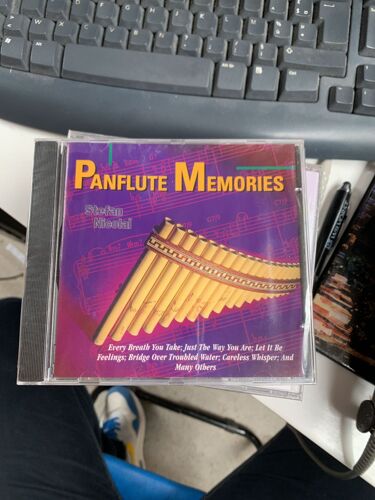 PANFLUTE MEMORIES
Stefan
Nicolai
Every Breath You Take; Just The Way You Are; Let It Be
Feelings; Bridge Over Troubled Water; Careless Whisper; And
Many Others